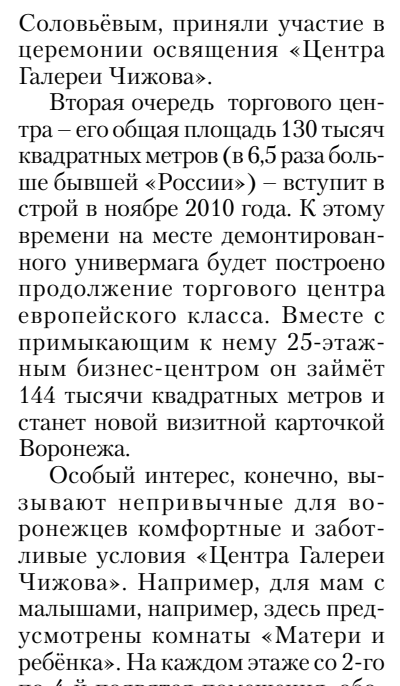 Соловьёвым, приняли участие в
церемонии освящения «Центра
Галереи Чижова».
Вторая очередь торгового цен-
тра – его общая площадь 130 тысяч
квадратных метров (в 6,5 раза боль-
ше бывшей «России») – вступит в
строй в ноябре 2010 года. К этому
времени на месте демонтирован-
ного универмага будет построено
продолжение торгового центра
европейского класса. Вместе с
примыкающим к нему 25-этаж-
ным бизнес-центром он займёт
144 тысячи квадратных метров и
станет новой визитной карточкой
Воронежа.
Особый интерес, конечно, вы-
зывают непривычные для во-
ронежцев комфортные и забот-
ливые условия «Центра Галереи
Чижова». Например, для мам с
малышами, например, здесь пред-
усмотрены комнаты «Матери и
ребёнка». На каждом этаже со 2-го
по 4-й появятся помещения, обо-